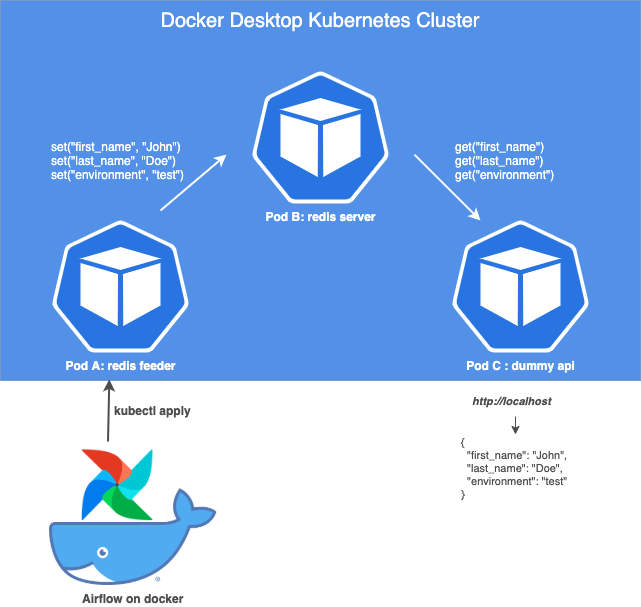 Docker Desktop Kubernetes Cluster
set("first_name", "John")
set("last_name", "Doe")
set("environment", "test")
get("first_name")
get("last_name")
get("environment")
Pod B: redis server
Pod A: redis feeder
Pod C : dummy api
kubectl apply
http://localhost
{
"first_name": "John",
"last_name": "Doe",
"environment": "test"
}
Airflow on docker